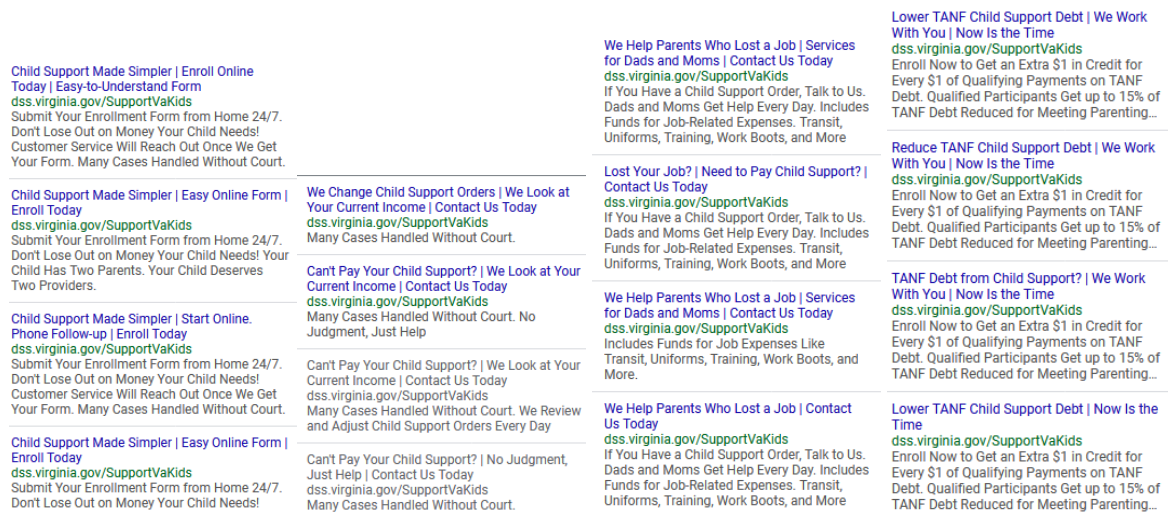 Child Support Made Simpler | Enroll Online
Today | Easy-to-Understand Form
dss.virginia.gov/SupportVaKids
Submit Your Enrollment Form from Home 24/7.
Don't Lose Out on Money Your Child Needs!
Customer Service Will Reach Out Once We Get
Your Form. Many Cases Handled Without Court.
Child Support Made Simpler | Easy Online Form |
Enroll Today
dss.virginia.gov/SupportVaKids
Submit Your Enrollment Form from Home 24/7.
Don't Lose Out on Money Your Child Needs! Your
Child Has Two Parents. Your Child Deserves
Two Providers.
Child Support Made Simpler | Start Online.
Phone Follow-up | Enroll Today
dss.virginia.gov/SupportVaKids
Submit Your Enrollment Form from Home 24/7.
Don't Lose Out on Money Your Child Needs!
Customer Service Will Reach Out Once We Get
Your Form. Many Cases Handled Without Court.
Child Support Made Simpler | Easy Online Form |
Enroll Today
dss.virginia.gov/SupportVaKids
Submit Your Enrollment Form from Home 24/7.
Don't Lose Out on Money Your Child Needs!
We Change Child Support Orders | We Look at
Your Current Income | Contact Us Today
dss.virginia.gov/SupportVaKids
Many Cases Handled Without Court.
Can't Pay Your Child Support? | We Look at Your
Current Income | Contact Us Today
dss.virginia.gov/SupportVaKids
Many Cases Handled Without Court. No
Judgment, Just Help
Can't Pay Your Child Support? | We Look at Your
Current Income | Contact Us Today
dss.virginia.gov/SupportVaKids
Many Cases Handled Without Court. We Review
and Adjust Child Support Orders Every Day
Can't Pay Your Child Support? | No Judgment,
Just Help | Contact Us Today
dss.virginia.gov/SupportVaKids
Many Cases Handled Without Court.
We Help Parents Who Lost a Job | Services
for Dads and Moms | Contact Us Today
dss.virginia.gov/SupportVaKids
If You Have a Child Support Order, Talk to Us.
Dads and Moms Get Help Every Day. Includes
Funds for Job-Related Expenses. Transit,
Uniforms, Training, Work Boots, and More
Lost Your Job? | Need to Pay Child Support? |
Contact Us Today
dss.virginia.gov/SupportVaKids
If You Have a Child Support Order, Talk to Us.
Dads and Moms Get Help Every Day. Includes
Funds for Job-Related Expenses. Transit,
Uniforms, Training, Work Boots, and More
We Help Parents Who Lost a Job | Services
for Dads and Moms | Contact Us Today
dss.virginia.gov/SupportVaKids
Includes Funds for Job Expenses Like
Transit, Uniforms, Training, Work Boots, and
More.
We Help Parents Who Lost a Job | Contact
Us Today
dss.virginia.gov/SupportVaKids
If You Have a Child Support Order, Talk to Us.
Dads and Moms Get Help Every Day. Includes
Funds for Job-Related Expenses. Transit,
Uniforms, Training, Work Boots, and More
Lower TANF Child Support Debt | We Work
With You | Now Is the Time
dss.virginia.gov/SupportVaKids
Enroll Now to Get an Extra $1 in Credit for
Every $1 of Qualifying Payments on TANF
Debt. Qualified Participants Get up to 15% of
TANF Debt Reduced for Meeting Parenting...
Reduce TANF Child Support Debt | We Work
With You | Now Is the Time
dss.virginia.gov/SupportVaKids
Enroll Now to Get an Extra $1 in Credit for
Every $1 of Qualifying Payments on TANF
Debt. Qualified Participants Get up to 15% of
TANF Debt Reduced for Meeting Parenting...
TANF Debt from Child Support? | We Work
With You | Now Is the Time
dss.virginia.gov/SupportVaKids
Enroll Now to Get an Extra $1 in Credit for
Every $1 of Qualifying Payments on TANF
Debt. Qualified Participants Get up to 15% of
TANF Debt Reduced for Meeting Parenting...
Lower TANF Child Support Debt | Now Is the
Time
dss.virginia.gov/SupportVaKids
Enroll Now to Get an Extra $1 in Credit for
Every $1 of Qualifying Payments on TANF
Debt. Qualified Participants Get up to 15% of
TANF Debt Reduced for Meeting Parenting...